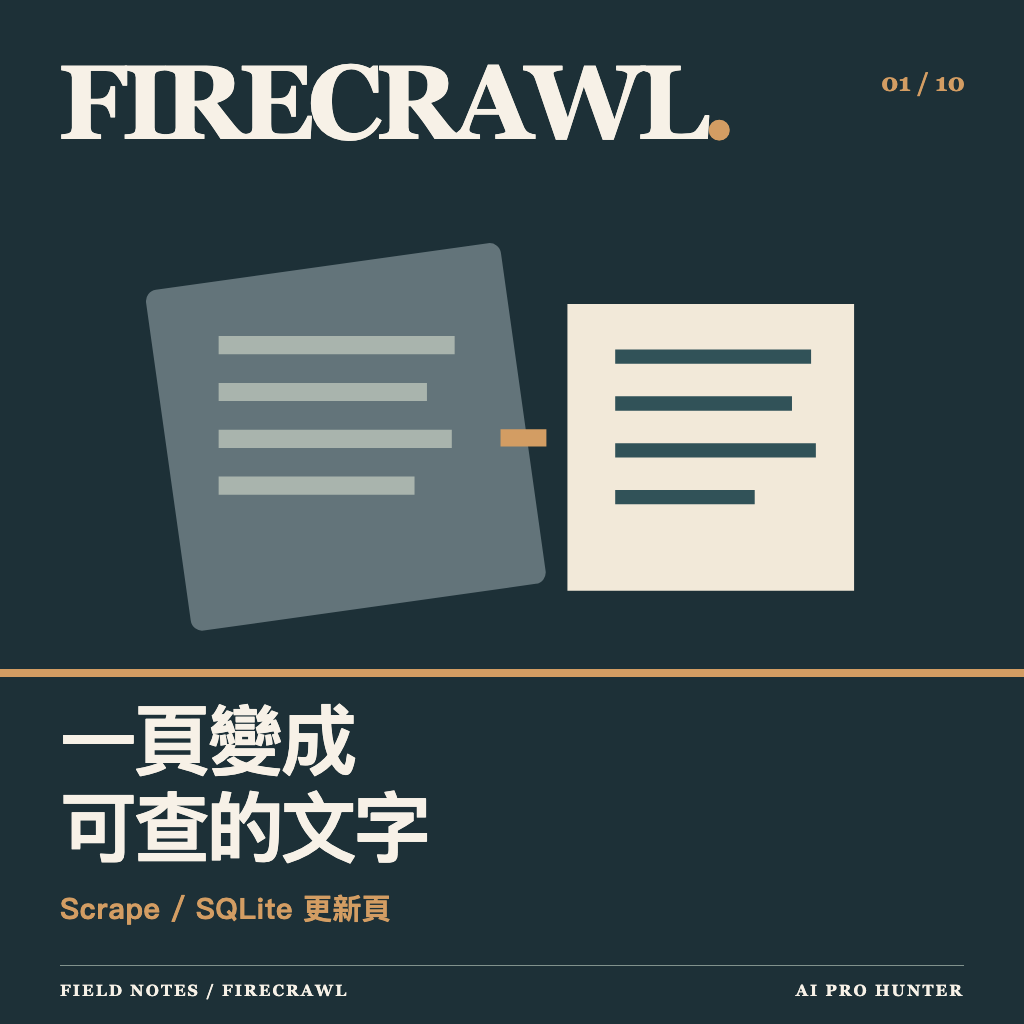 FIRECRAWL.
01 / 10
一頁變成
可查的文字
Scrape / SQLite 更新頁
FIELD NOTES / FIRECRAWL
AI PRO HUNTER